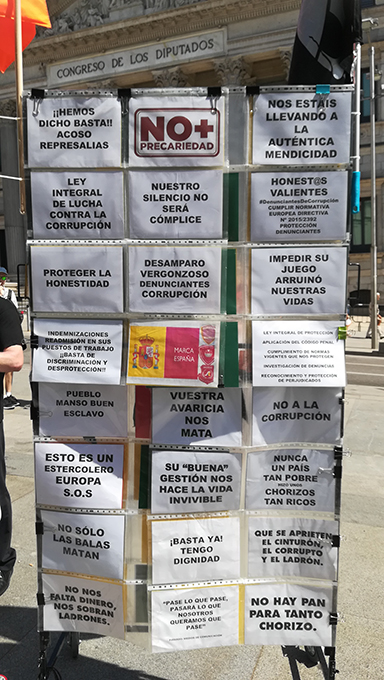 CONGRESO DE LOS DIPUTADOS
¡¡HEMOS
DICHO BASTA!!
ACOSO
REPRESALIAS
NO+
PRECARIEDAD
NOS ESTAIS
LLEVANDO A
LA
AUTÉNTICA
MENDICIDAD
LEY
INTEGRAL DE
LUCHA
CONTRA LA
CORRUPCIÓN
NUESTRO
SILENCIO NO
SERÁ
CÓMPLICE
HONEST@S
VALIENTES
#DenunciantesDeCorrupción
CUMPLIR NORMATIVA
EUROPEA DIRECTIVA
PROTECCIÓN
DENUNCIANTES
PROTEGER LA
HONESTIDAD
DESAMPARO
VERGONZOSO
DENUNCIANTES
CORRUPCIÓN
IMPEDIR SU
JUEGO
ARRUINO
NUESTRAS
VIDAS
INDEMNIZACIONES
READMISIÓN EN SUS
PUESTOS DE TRABAJO
¡¡BASTA DE
DISCRIMINACIÓN Y
DESPROTECCIÓN!!
MARCA
ESPAÑA
LEY INTEGRAL DE PROTECCIÓN
APLICACIÓN DEL CÓDIGO PENAL
CUMPLIMIENTO DE NORMAS
VIGENTES QUE NOS PROTEGEN
INVESTIGACIÓN DE DENUNCIAS
RECONOCIMIENTO Y PROTECCIÓN
DE PERJUDICADOS
PUEBLO
MANSO BUEN
ESCLAVO
VUESTRA
AVARICIA
NOS
MATA
NO A LA
CORRUPCIÓN
ESTO ES UN
ESTERCOLERO
EUROPA
S.O.S
SU "BUENA"
GESTIÓN NOS
HACE LA VIDA
INVIVIBLE
NUNCA
UN PAÍS
TAN POBRE
HIZO UNOS
CHORIZOS
TAN RICOS
NO SÓLO
LAS BALAS
MATAN
¡BASTA YA!
TENGO
DIGNIDAD
QUE SE APRIETEN
EL CINTURÓN,
EL CORRUPTO
Y EL LADRÓN.
NO NOS
FALTA DINERO,
NOS SOBRAN
LADRONES.
"PASE LO QUE PASE,
PASARÁ LO QUE
NOSOTROS
QUERAMOS QUE
PASE"
NO HAY PAN
PARA TANTO
CHORIZO.